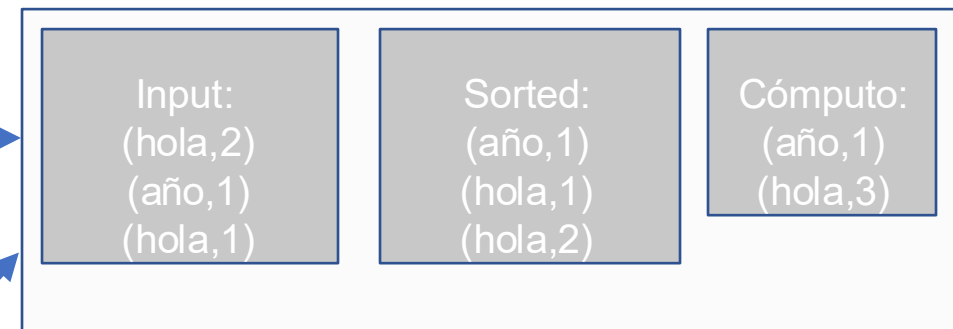 Input:
(hola,2)
(año,1)
(hola,1)
Sorted:
(año,1)
(hola,1)
(hola,2)
Cómputo:
(año,1)
(hola,3)